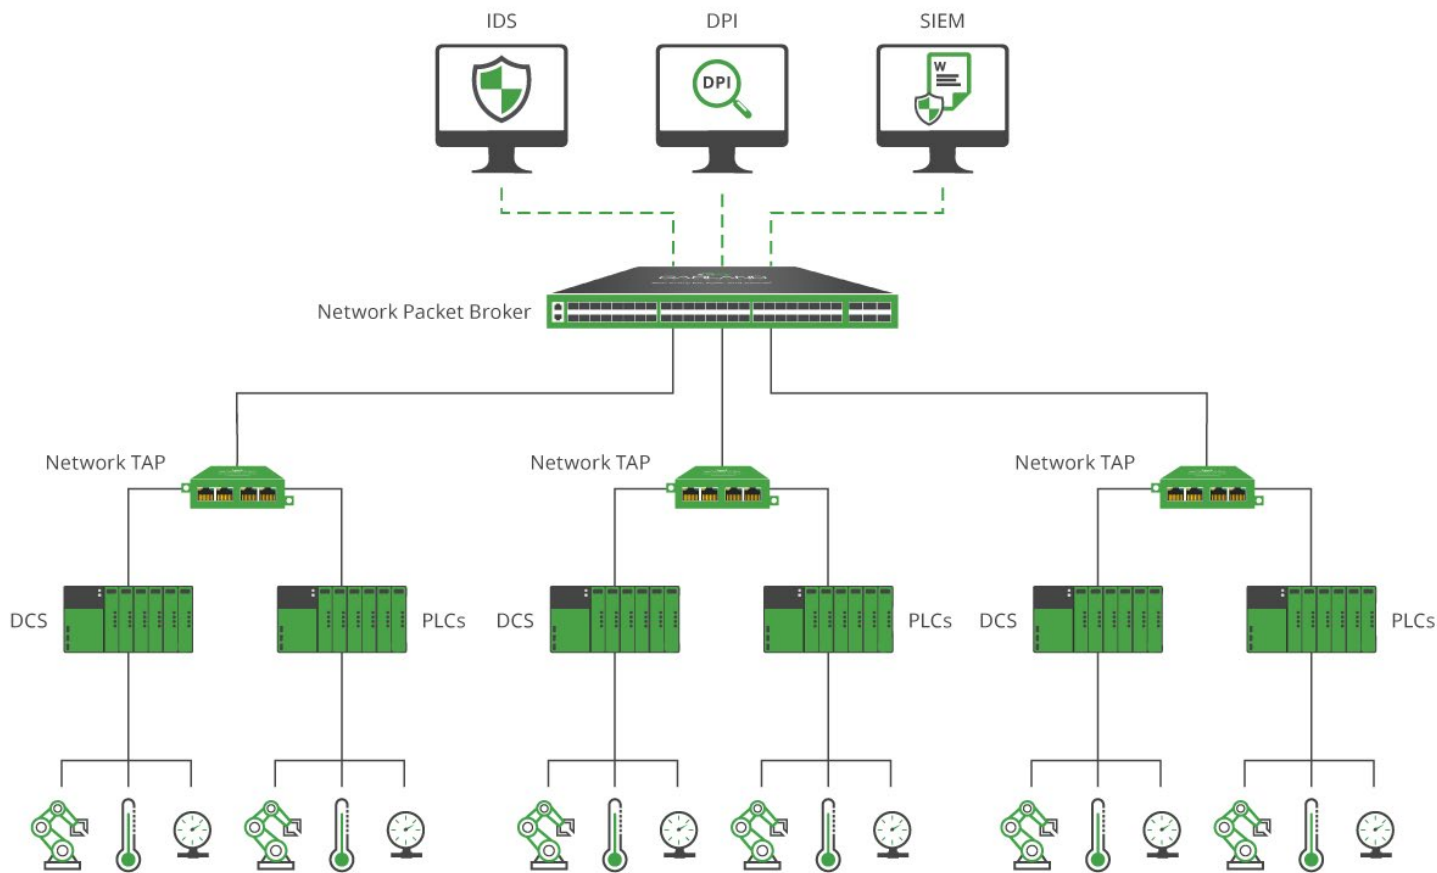 IDS
DPI
SIEM
DPI
W
Network Packet Broker
Network TAP
Network TAP
Network TAP
DCS
PLCs
DCS
PLCs
DCS
PLCs